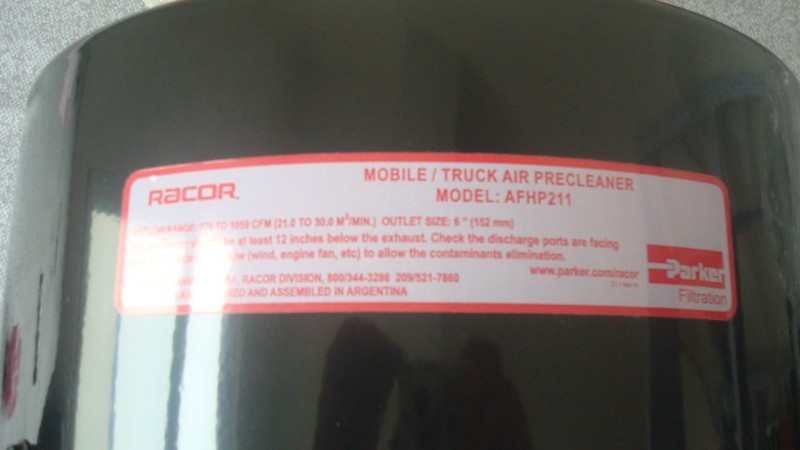 RACOR.
MOBILE / TRUCK AIR PRECLEANER
MODEL: AFHP211
TO 1059 CFM (21.0 TO 30.0 M³/MIN.) OUTLET SIZE: 6 " (152 mm)
be at least 12 inches below the exhaust. Check the discharge ports are facing
(wind, engine fan, etc) to allow the contaminants elimination.
RACOR DIVISION, 800/344-3286 209/521-7860
AND ASSEMBLED IN ARGENTINA
www.parker.com/racor
Parker
Filtration